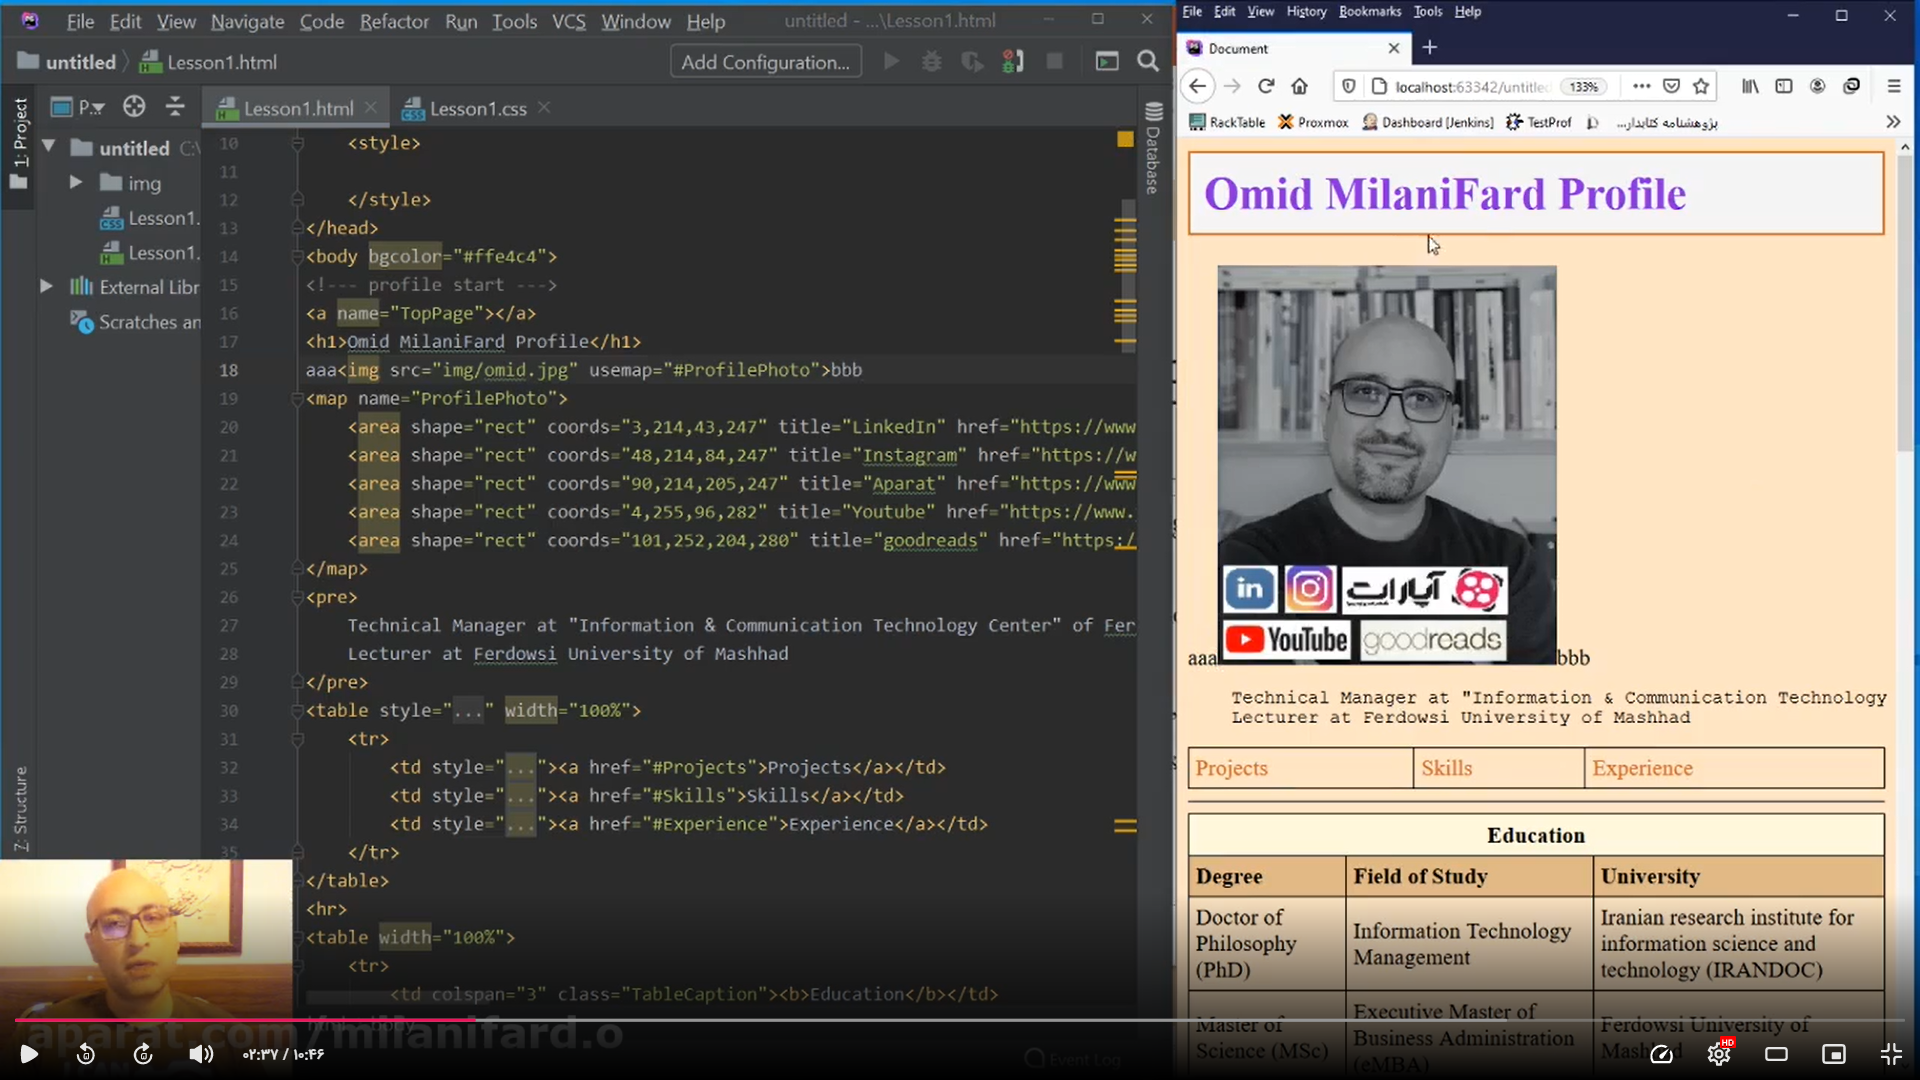 File Edit View Navigate Code Refactor Run Tools VCS Window Help untitled - ...\Lesson1.html
untitled Lesson1.html Add Configuration...
1: Project
P...
Lesson1.html Lesson1.css
untitled C:\
img
Lesson1.
Lesson1.
External Libr
Scratches an
Z: Structure
Database
10 <style>
11
12 </style>
13 </head>
14 <body bgcolor="#ffe4c4">
15 <!--- profile start --->
16 <a name="TopPage"></a>
17 <h1>Omid MilaniFard Profile</h1>
18 aaa<img src="img/omid.jpg" usemap="#ProfilePhoto">bbb
19 <map name="ProfilePhoto">
20 <area shape="rect" coords="3,214,43,247" title="LinkedIn" href="https://www
21 <area shape="rect" coords="48,214,84,247" title="Instagram" href="https://w
22 <area shape="rect" coords="90,214,205,247" title="Aparat" href="https://www
23 <area shape="rect" coords="4,255,96,282" title="Youtube" href="https://www.
24 <area shape="rect" coords="101,252,204,280" title="goodreads" href="https:/
25 </map>
26 <pre>
27 Technical Manager at "Information & Communication Technology Center" of Fer
28 Lecturer at Ferdowsi University of Mashhad
29 </pre>
30 <table style="..." width="100%">
31 <tr>
32 <td style="..."><a href="#Projects">Projects</a></td>
33 <td style="..."><a href="#Skills">Skills</a></td>
34 <td style="..."><a href="#Experience">Experience</a></td>
35 </tr>
</table>
<hr>
<table width="100%">
<tr>
<td colspan="3" class="TableCaption"><b>Education</b></td>
html body
Event Log
aparat.com/milanifard.o
02:37 / 10:46
HD
File Edit View History Bookmarks Tools Help
Document
localhost:63342/untitled 133%
RackTable Proxmox Dashboard [Jenkins] TestProf پژوهشنامه کتابدار...
Omid MilaniFard Profile
in آپارات
YouTube goodreads
aaa bbb
Technical Manager at "Information & Communication Technology
Lecturer at Ferdowsi University of Mashhad
Projects Skills Experience
Education
Degree Field of Study University
Doctor of Philosophy (PhD) Information Technology Management Iranian research institute for information science and technology (IRANDOC)
Master of Science (MSc) Executive Master of Business Administration (eMBA) Ferdowsi University of Mashhad